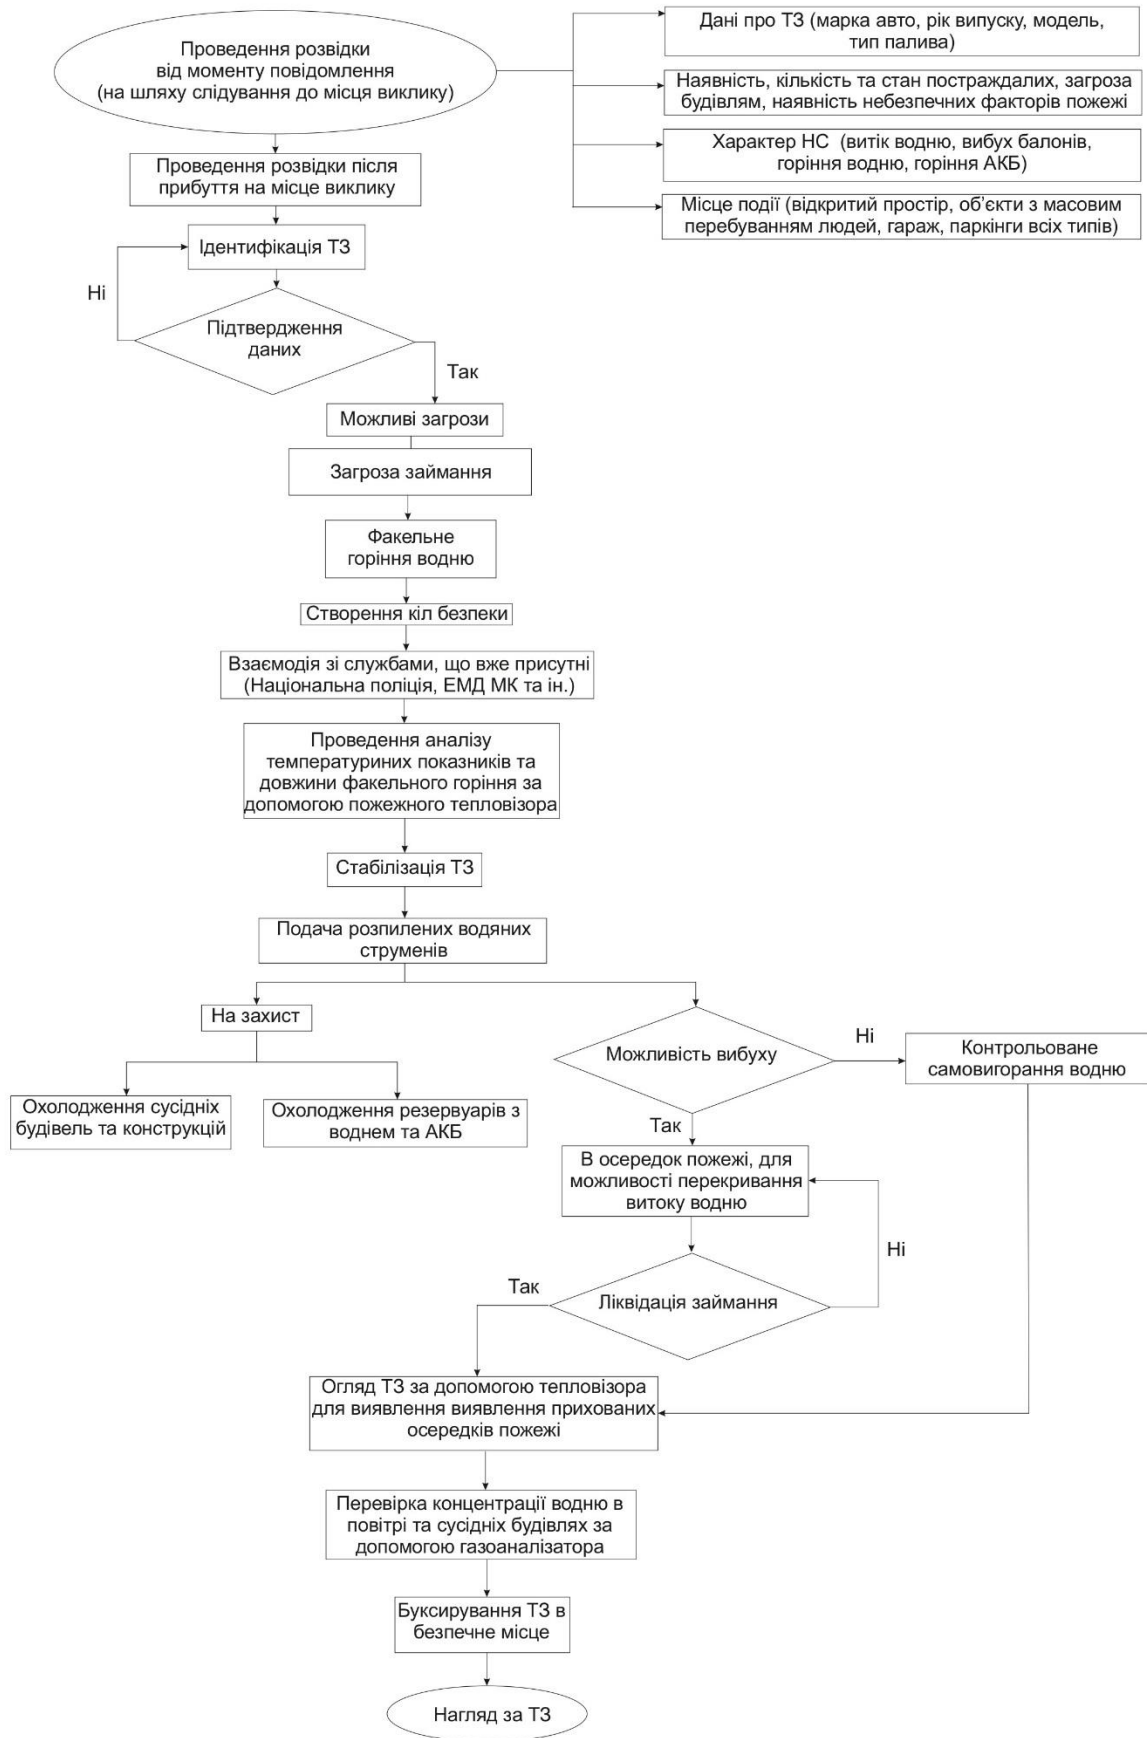 Проведення розвідки
від моменту повідомлення
(на шляху слідування до місця виклику)
Дані про ТЗ (марка авто, рік випуску, модель,
тип палива)
Наявність, кількість та стан постраждалих, загроза
будівлям, наявність небезпечних факторів пожежі
Характер НС (витік водню, вибух балонів,
горіння водню, горіння АКБ)
Місце події (відкритий простір, об'єкти з масовим
перебуванням людей, гараж, паркінги всіх типів)
Проведення розвідки після
прибуття на місце виклику
Ідентифікація ТЗ
Ні
Підтвердження
даних
Так
Можливі загрози
Загроза займання
Факельне
горіння водню
Створення кіл безпеки
Взаємодія зі службами, що вже присутні
(Національна поліція, ЕМД МК та ін.)
Проведення аналізу
температуриних показників та
довжини факельного горіння за
допомогою пожежного тепловізора
Стабілізація ТЗ
Подача розпилених водяних
струменів
На захист
Можливість вибуху
Ні
Контрольоване
самовигорання водню
Охолодження сусідніх
будівель та конструкцій
Охолодження резервуарів з
воднем та АКБ
Так
В осередок пожежі, для
можливості перекривання
витоку водню
Ні
Так
Ліквідація займання
Огляд ТЗ за допомогою тепловізора
для виявлення виявлення прихованих
осередків пожежі
Перевірка концентрації водню в
повітрі та сусідніх будівлях за
допомогою газоаналізатора
Буксирування ТЗ в
безпечне місце
Нагляд за ТЗ